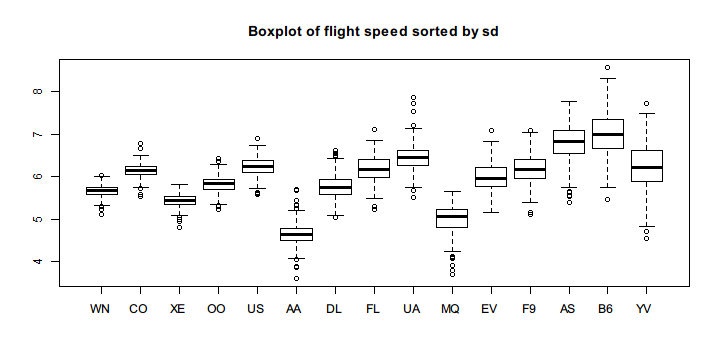 Boxplot of flight speed sorted by sd
8
7
6
5
4
WN CO XE OO US AA DL FL UA MQ EV F9 AS B6 YV